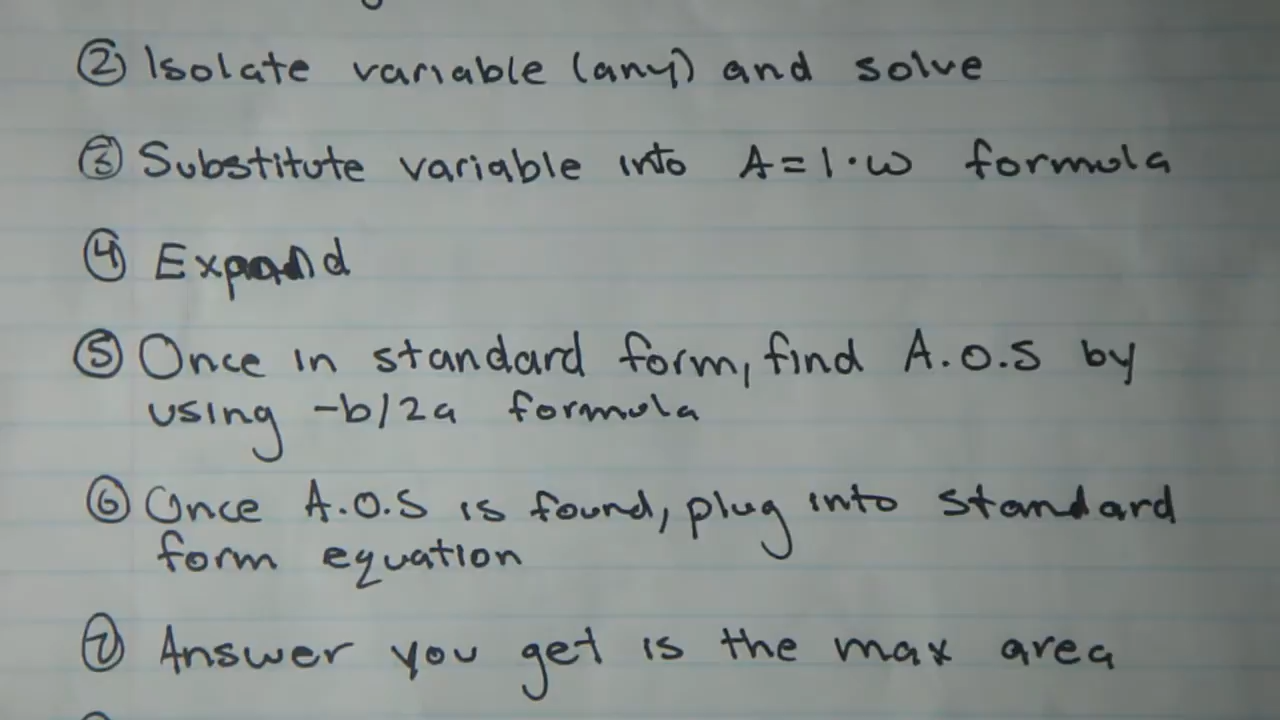 ② Isolate variable (any) and solve
③ Substitute variable into A=l·w formula
④ Expand
⑤ Once in standard form, find A.O.S by
using -b/2a formula
⑥ Once A.O.S is found, plug into standard
form equation
⑦ Answer you get is the max area